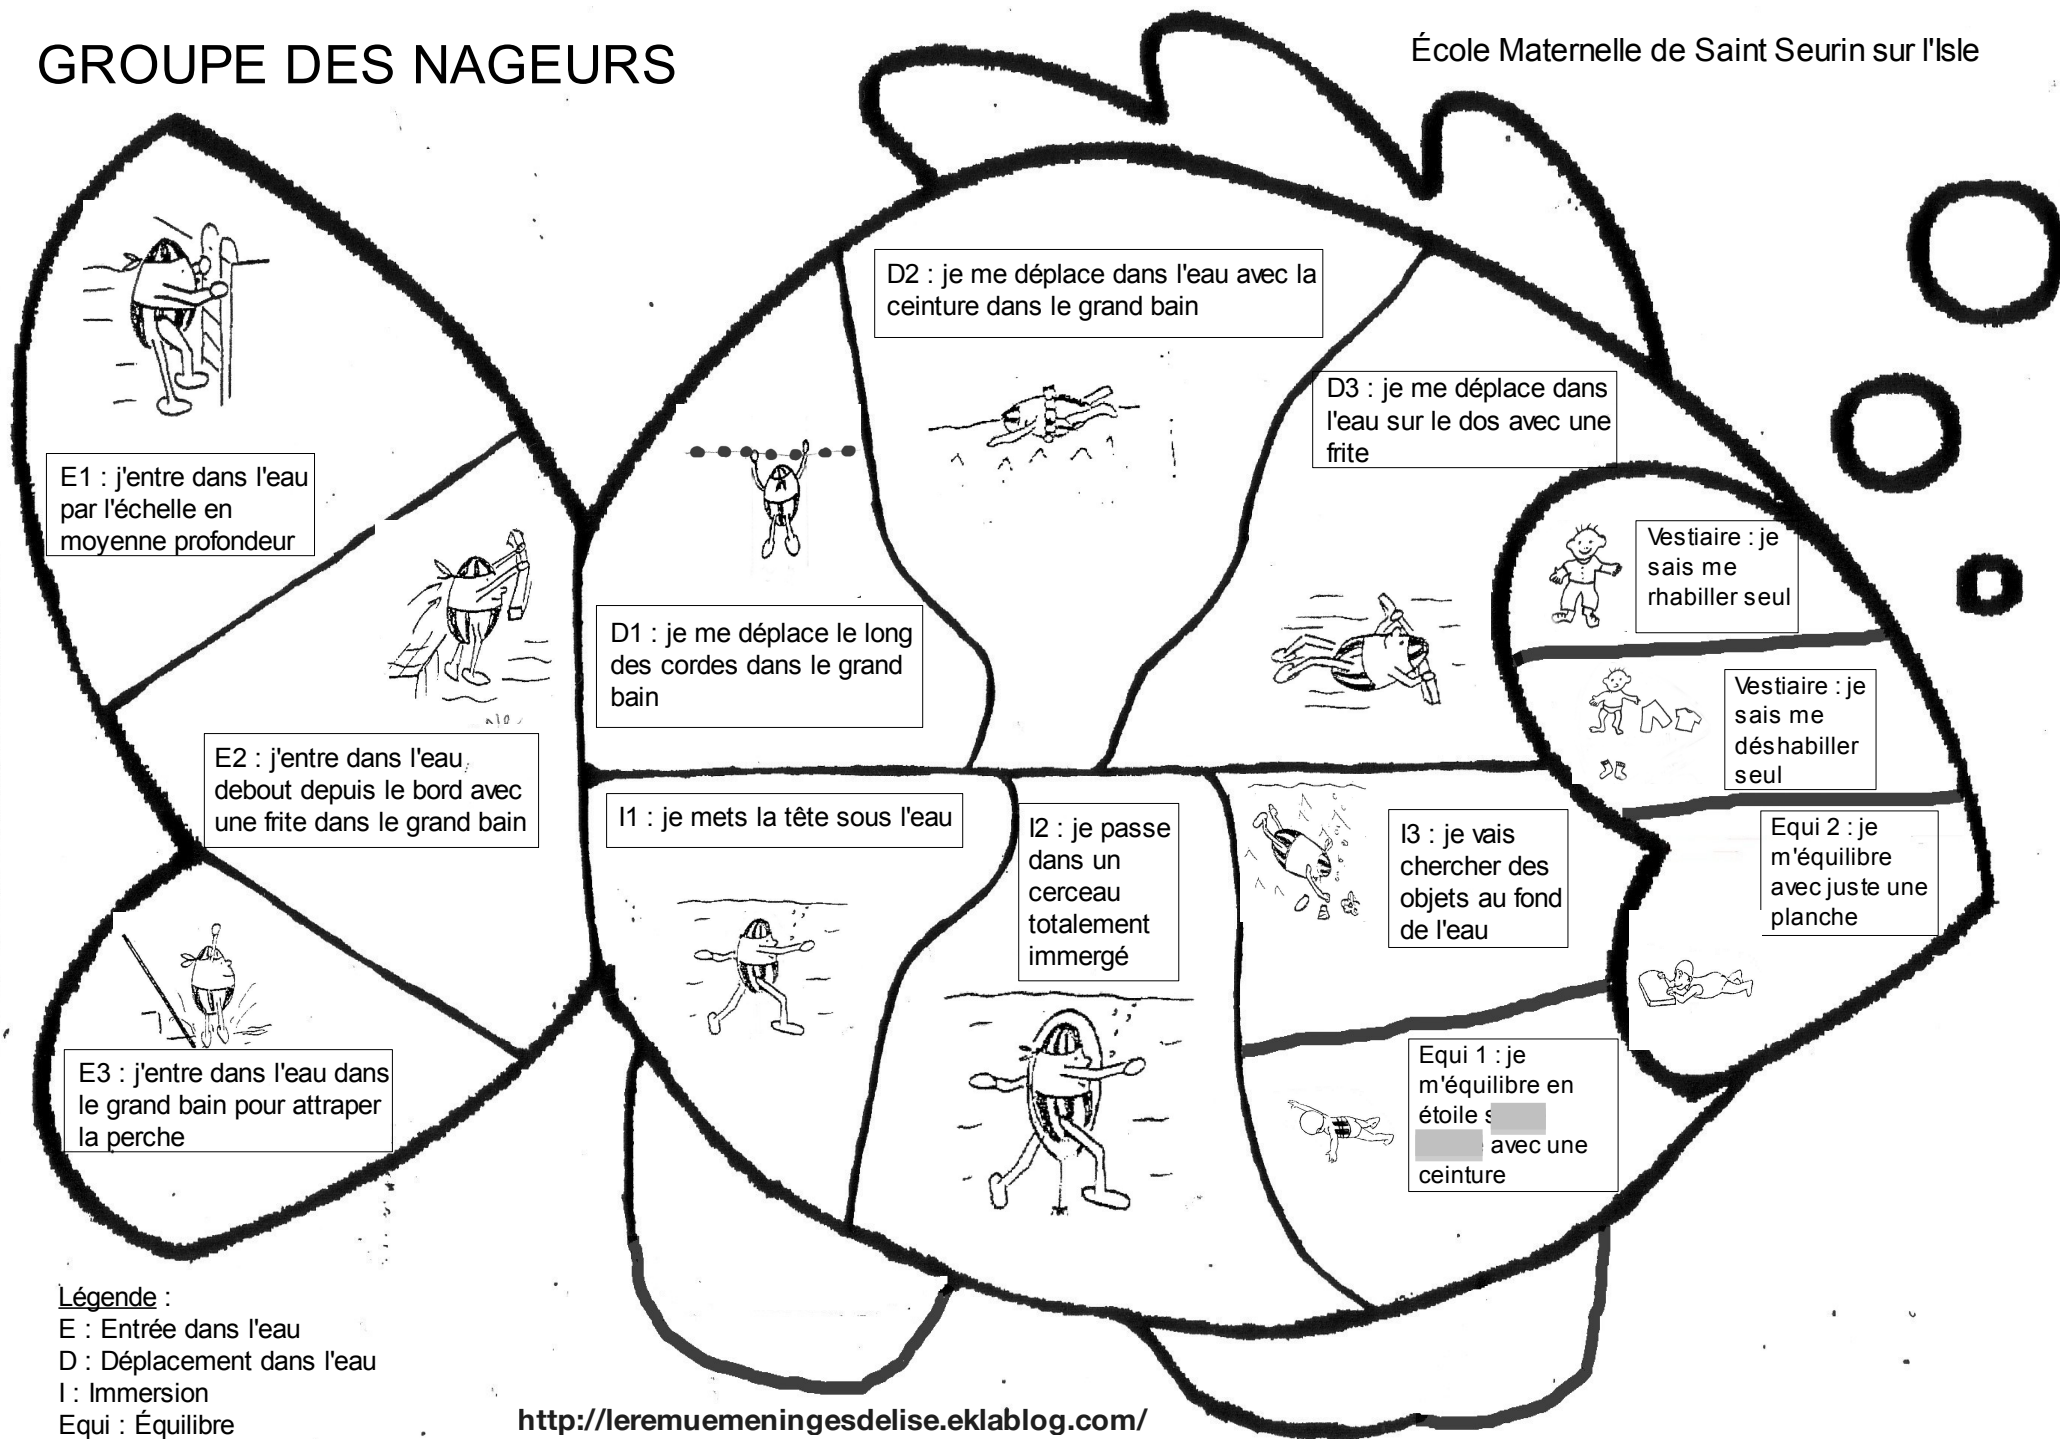 GROUPE DES NAGEURS
École Maternelle de Saint Seurin sur l'Isle
D2 : je me déplace dans l'eau avec la
ceinture dans le grand bain
D3 : je me déplace dans
l'eau sur le dos avec une
frite
E1 : j'entre dans l'eau
par l'échelle en
moyenne profondeur
Vestiaire : je
sais me
rhabiller seul
D1 : je me déplace le long
des cordes dans le grand
bain
Vestiaire : je
sais me
déshabiller
seul
E2 : j'entre dans l'eau
debout depuis le bord avec
une frite dans le grand bain
I1 : je mets la tête sous l'eau
I2 : je passe
dans un
cerceau
totalement
immergé
I3 : je vais
chercher des
objets au fond
de l'eau
Equi 2 : je
m'équilibre
avec juste une
planche
E3 : j'entre dans l'eau dans
le grand bain pour attraper
la perche
Equi 1 : je
m'équilibre en
étoile
avec une
ceinture
Légende :
E : Entrée dans l'eau
D : Déplacement dans l'eau
I : Immersion
Equi : Équilibre
http://leremuemeningesdelise.eklablog.com/